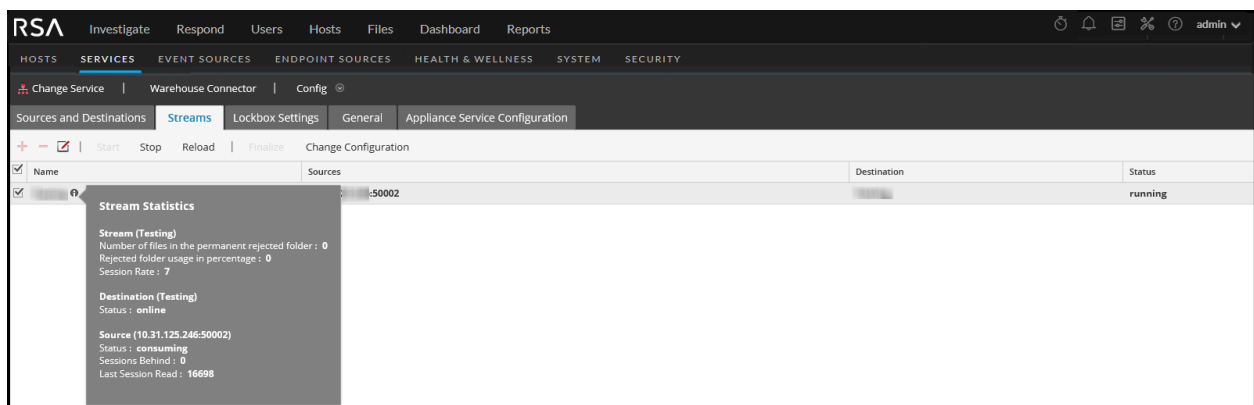 RSA Investigate Respond Users Hosts Files Dashboard Reports admin
HOSTS SERVICES EVENT SOURCES ENDPOINT SOURCES HEALTH & WELLNESS SYSTEM SECURITY
Change Service | Warehouse Connector | Config
Sources and Destinations Streams Lockbox Settings General Appliance Service Configuration
Start Stop Reload | Finalize Change Configuration
Name Sources Destination Status
:50002 running
Stream Statistics
Stream (Testing)
Number of files in the permanent rejected folder : 0
Rejected folder usage in percentage : 0
Session Rate : 7
Destination (Testing)
Status : online
Source (10.31.125.246:50002)
Status : consuming
Sessions Behind : 0
Last Session Read : 16698